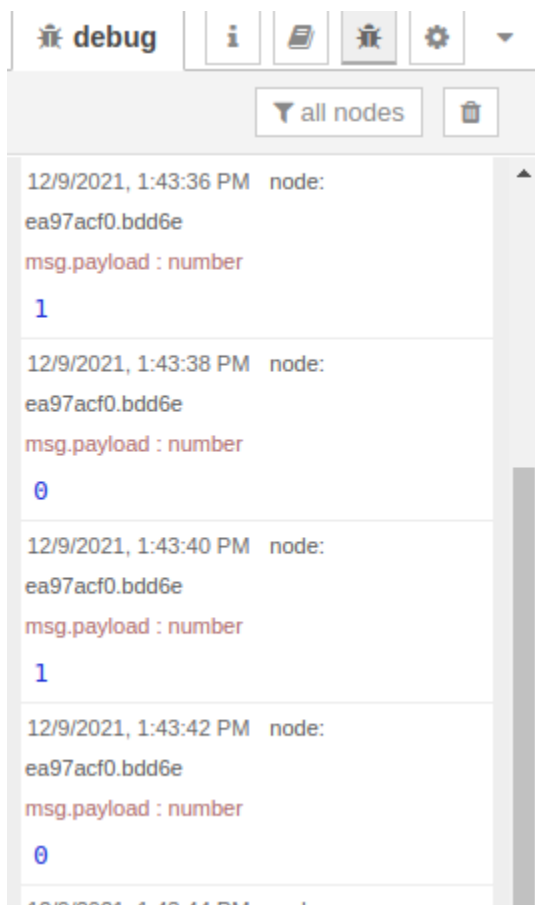 debug
all nodes
12/9/2021, 1:43:36 PM node:
ea97acf0.bdd6e
msg.payload : number
1
12/9/2021, 1:43:38 PM node:
ea97acf0.bdd6e
msg.payload : number
0
12/9/2021, 1:43:40 PM node:
ea97acf0.bdd6e
msg.payload : number
1
12/9/2021, 1:43:42 PM node:
ea97acf0.bdd6e
msg.payload : number
0